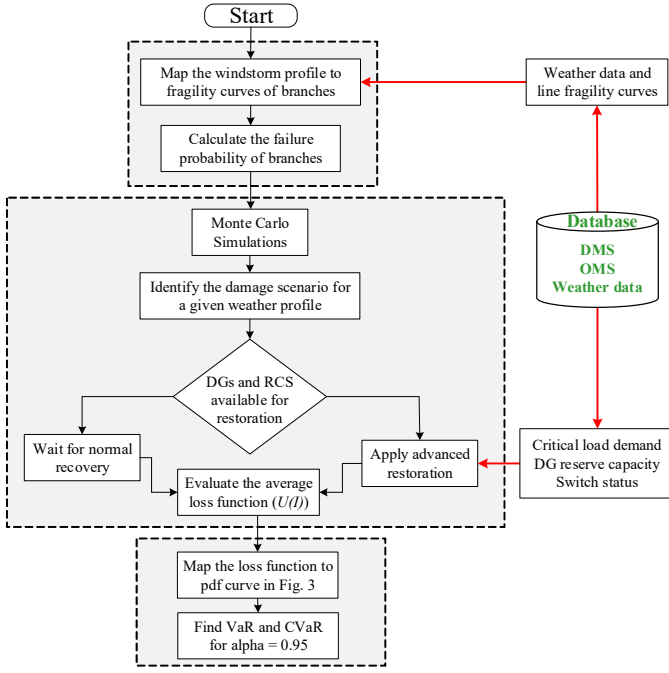 Start
Map the windstorm profile to
fragility curves of branches
Weather data and
line fragility curves
Calculate the failure
probability of branches
Monte Carlo
Simulations
Database
DMS
OMS
Weather data
Identify the damage scenario for
a given weather profile
DGs and RCS
available for
restoration
Wait for normal
recovery
Apply advanced
restoration
Critical load demand
DG reserve capacity
Switch status
Evaluate the average
loss function (U(I))
Map the loss function to
pdf curve in Fig. 3
Find VaR and CVaR
for alpha = 0.95